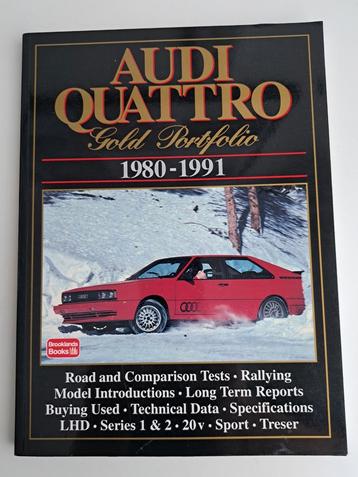 AUDI
QUATTRO
Gold Portfolio
1980-1991
Brooklands
Books
Road and Comparison Tests • Rallying
Model Introductions • Long Term Reports
Buying Used • Technical Data • Specifications
LHD • Series 1 & 2 • 20v • Sport • Treser